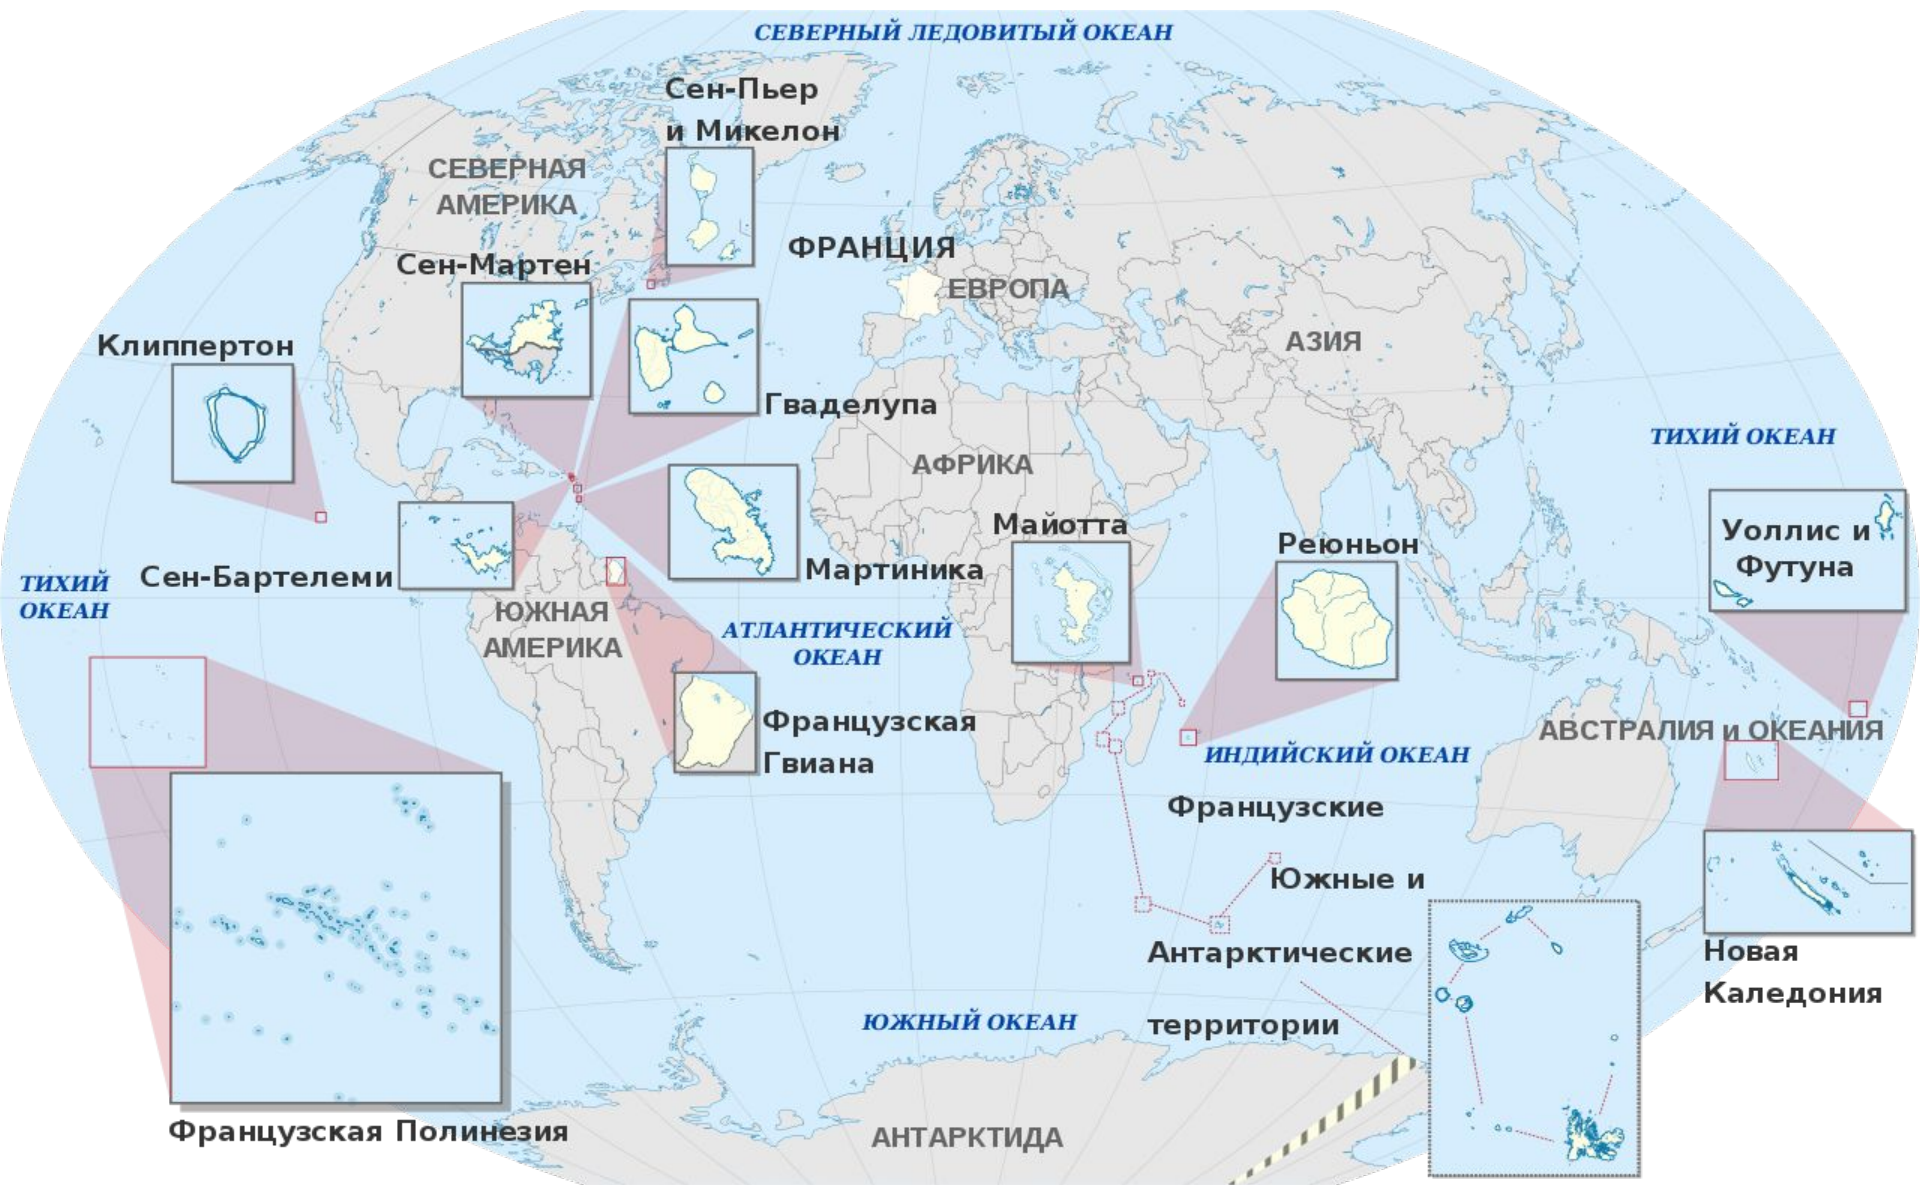 СЕВЕРНЫЙ ЛЕДОВИТЫЙ ОКЕАН
Сен-Пьер
и Микелон
СЕВЕРНАЯ
АМЕРИКА
ФРАНЦИЯ
Сен-Мартен
ЕВРОПА
АЗИЯ
Клиппертон
Гваделупа
ТИХИЙ ОКЕАН
АФРИКА
Майотта
Реюньон
Уоллис и
Футуна
Сен-Бартелеми
Мартиника
ТИХИЙ
ОКЕАН
ЮЖНАЯ
АМЕРИКА
АТЛАНТИЧЕСКИЙ
ОКЕАН
Французская
Гвиана
АВСТРАЛИЯ и ОКЕАНИЯ
ИНДИЙСКИЙ ОКЕАН
Французские
Южные и
Антарктические
территории
Новая
Каледония
ЮЖНЫЙ ОКЕАН
Французская Полинезия
АНТАРКТИДА